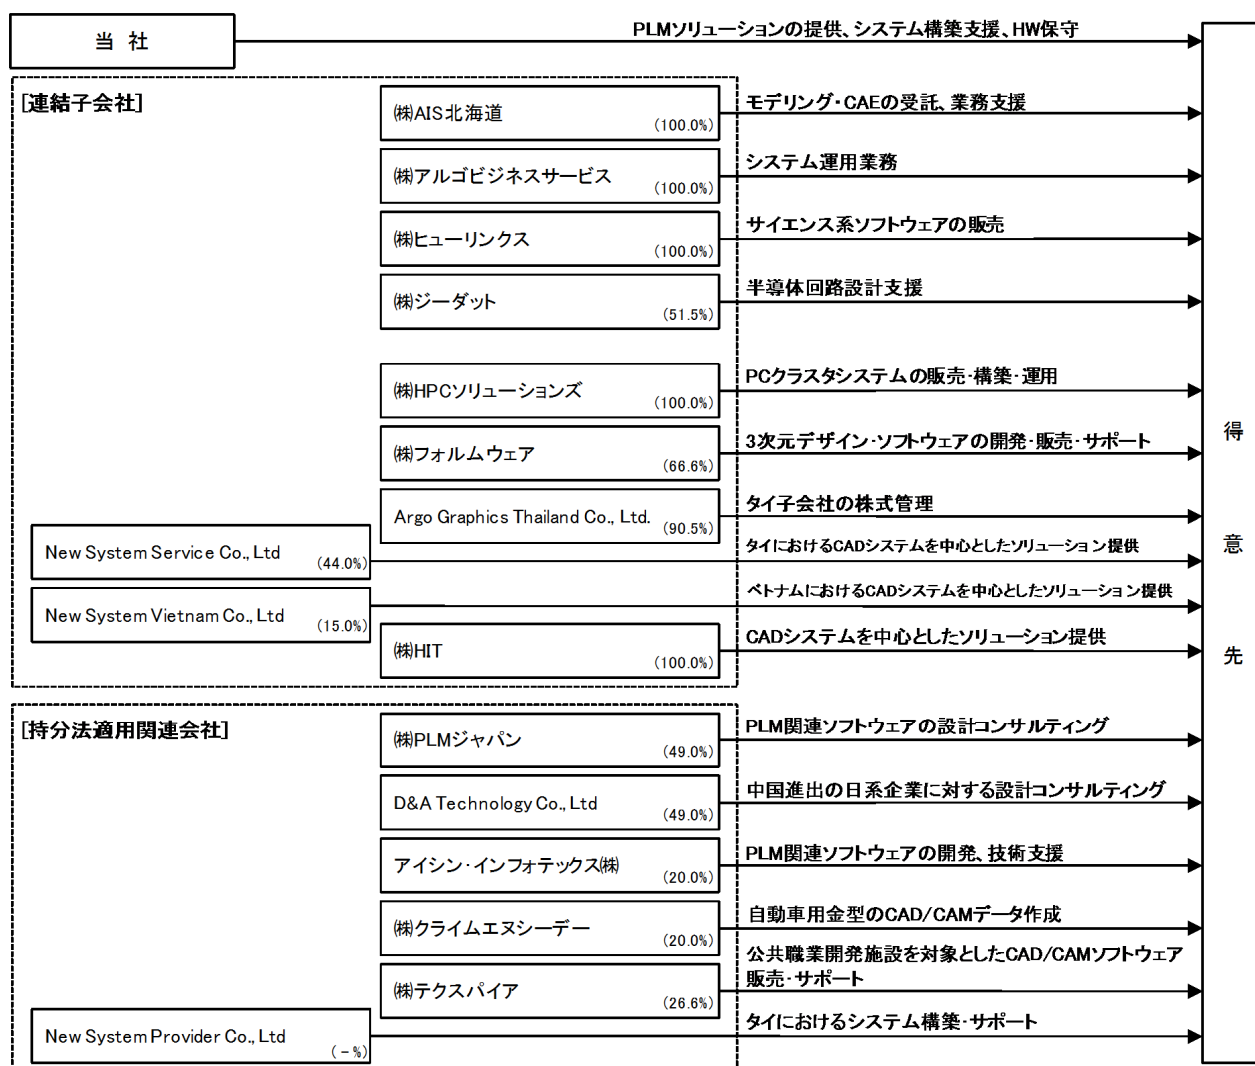 当 社
PLMソリューションの提供、システム構築支援、HW保守
[連結子会社]
㈱AIS北海道
(100.0%)
モデリング・CAEの受託、業務支援
㈱アルゴビジネスサービス
(100.0%)
システム運用業務
㈱ヒューリンクス
(100.0%)
サイエンス系ソフトウェアの販売
㈱ジーダット
(51.5%)
半導体回路設計支援
㈱HPCソリューションズ
(100.0%)
PCクラスタシステムの販売・構築・運用
㈱フォルムウェア
(66.6%)
3次元デザイン・ソフトウェアの開発・販売・サポート
Argo Graphics Thailand Co., Ltd.
(90.5%)
タイ子会社の株式管理
New System Service Co., Ltd
(44.0%)
タイにおけるCADシステムを中心としたソリューション提供
New System Vietnam Co., Ltd
(15.0%)
ベトナムにおけるCADシステムを中心としたソリューション提供
㈱HIT
(100.0%)
CADシステムを中心としたソリューション提供
得
意
先
[持分法適用関連会社]
㈱PLMジャパン
(49.0%)
PLM関連ソフトウェアの設計コンサルティング
D&A Technology Co., Ltd
(49.0%)
中国進出の日系企業に対する設計コンサルティング
アイシン・インフォテックス㈱
(20.0%)
PLM関連ソフトウェアの開発、技術支援
㈱クライムエヌシーデー
(20.0%)
自動車用金型のCAD/CAMデータ作成
㈱テクスパイア
(26.6%)
公共職業開発施設を対象としたCAD/CAMソフトウェア
販売・サポート
New System Provider Co., Ltd
(-%)
タイにおけるシステム構築・サポート